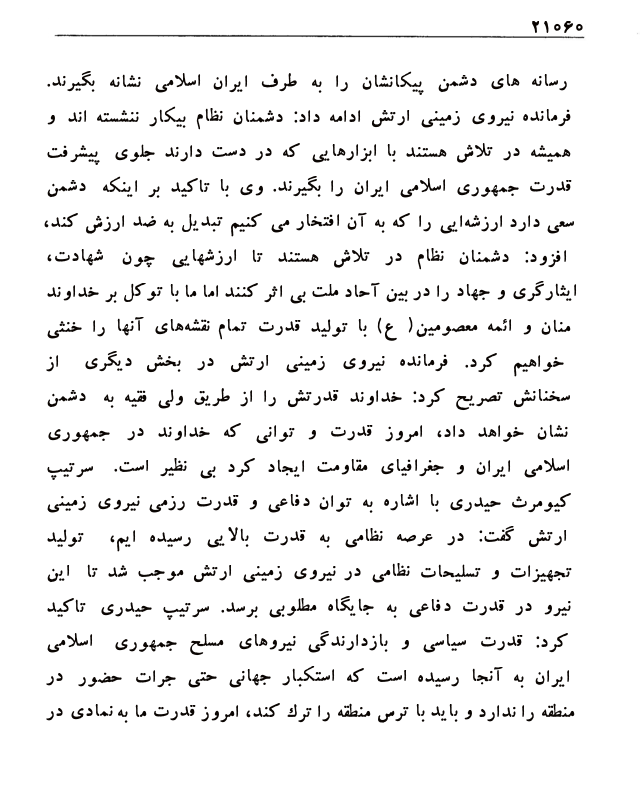 ۲۱۰۶۰
رسانه های دشمن پیکانشان را به طرف ایران اسلامی نشانه بگیرند.
فرمانده نیروی زمینی ارتش ادامه داد: دشمنان نظام بیکار ننشسته اند و
همیشه در تلاش هستند با ابزارهایی که در دست دارند جلوی پیشرفت
قدرت جمهوری اسلامی ایران را بگیرند. وی با تاکید بر اینکه دشمن
سعی دارد ارزشهایی را که به آن افتخار می کنیم تبدیل به ضد ارزش کند،
افزود: دشمنان نظام در تلاش هستند تا ارزشهایی چون شهادت،
ایثارگری و جهاد را در بین آحاد ملت بی اثر کنند اما ما با توکل بر خداوند
منان و ائمه معصومین( ع) با تولید قدرت تمام نقشه‌های آنها را خنثی
خواهیم کرد. فرمانده نیروی زمینی ارتش در بخش دیگری از
سخنانش تصریح کرد: خداوند قدرتش را از طریق ولی فقیه به دشمن
نشان خواهد داد، امروز قدرت و توانی که خداوند در جمهوری
اسلامی ایران و جغرافیای مقاومت ایجاد کرد بی نظیر است. سرتیپ
کیومرث حیدری با اشاره به توان دفاعی و قدرت رزمی نیروی زمینی
ارتش گفت: در عرصه نظامی به قدرت بالایی رسیده ایم، تولید
تجهیزات و تسلیحات نظامی در نیروی زمینی ارتش موجب شد تا این
نیرو در قدرت دفاعی به جایگاه مطلوبی برسد. سرتیپ حیدری تاکید
کرد: قدرت سیاسی و بازدارندگی نیروهای مسلح جمهوری اسلامی
ایران به آنجا رسیده است که استکبار جهانی حتی جرات حضور در
منطقه را ندارد و باید با ترس منطقه را ترك کند، امروز قدرت ما به نمادی در